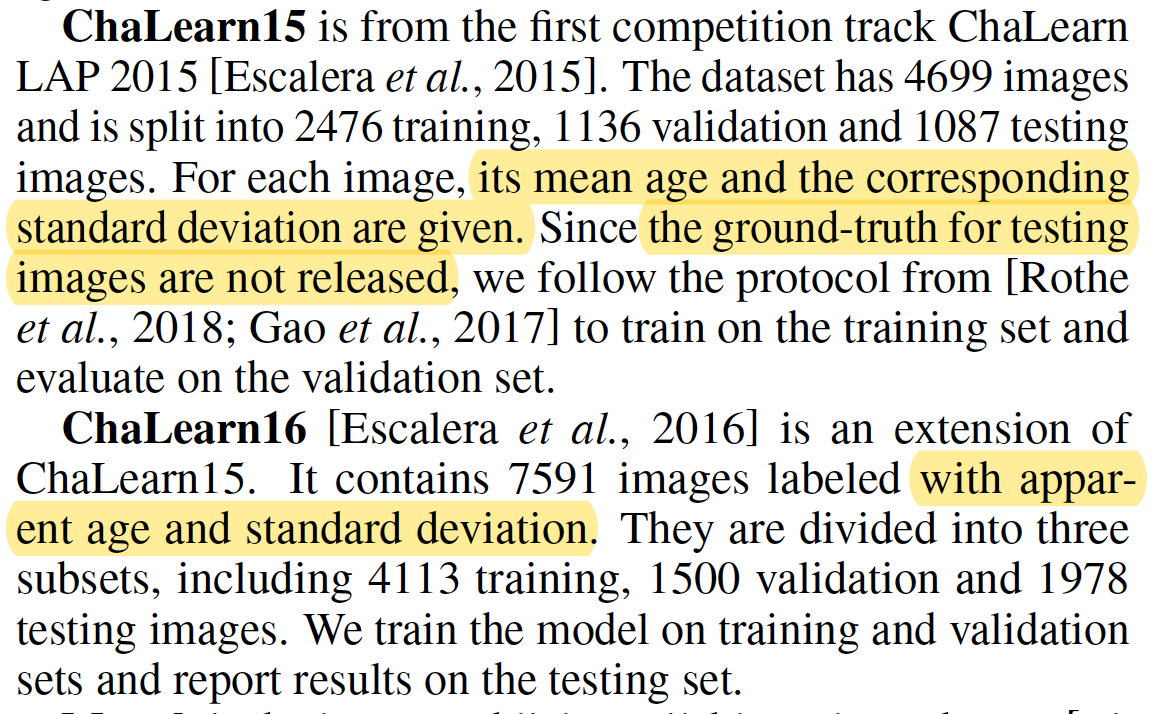 ChaLearn15 is from the first competition track ChaLearn
LAP 2015 [Escalera et al., 2015]. The dataset has 4699 images
and is split into 2476 training, 1136 validation and 1087 testing
images. For each image, its mean age and the corresponding
standard deviation are given. Since the ground-truth for testing
images are not released, we follow the protocol from [Rothe
et al., 2018; Gao et al., 2017] to train on the training set and
evaluate on the validation set.
ChaLearn16 [Escalera et al., 2016] is an extension of
ChaLearn15. It contains 7591 images labeled with appar-
ent age and standard deviation. They are divided into three
subsets, including 4113 training, 1500 validation and 1978
testing images. We train the model on training and validation
sets and report results on the testing set.